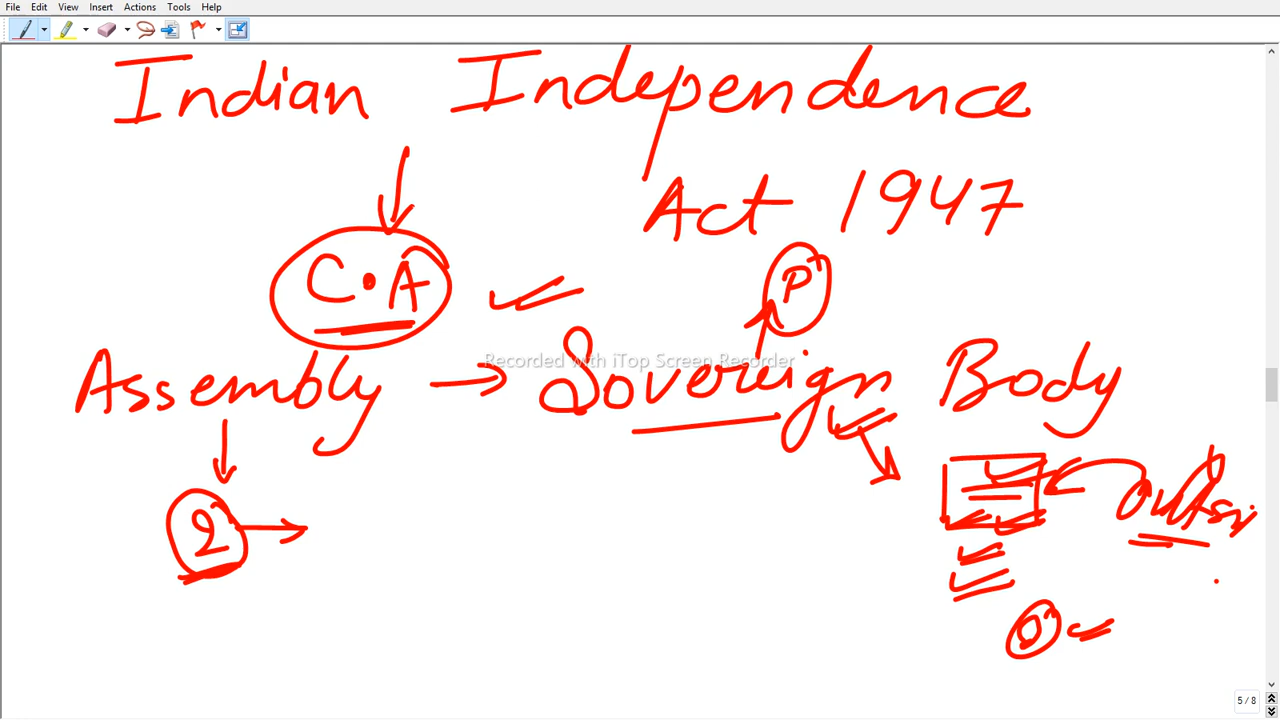 File Edit View Insert Actions Tools Help
Indian Independence
Act 1947
C.A
P
Recorded with iTop Screen Recorder
Assembly → Sovereign Body
2
5 / 8